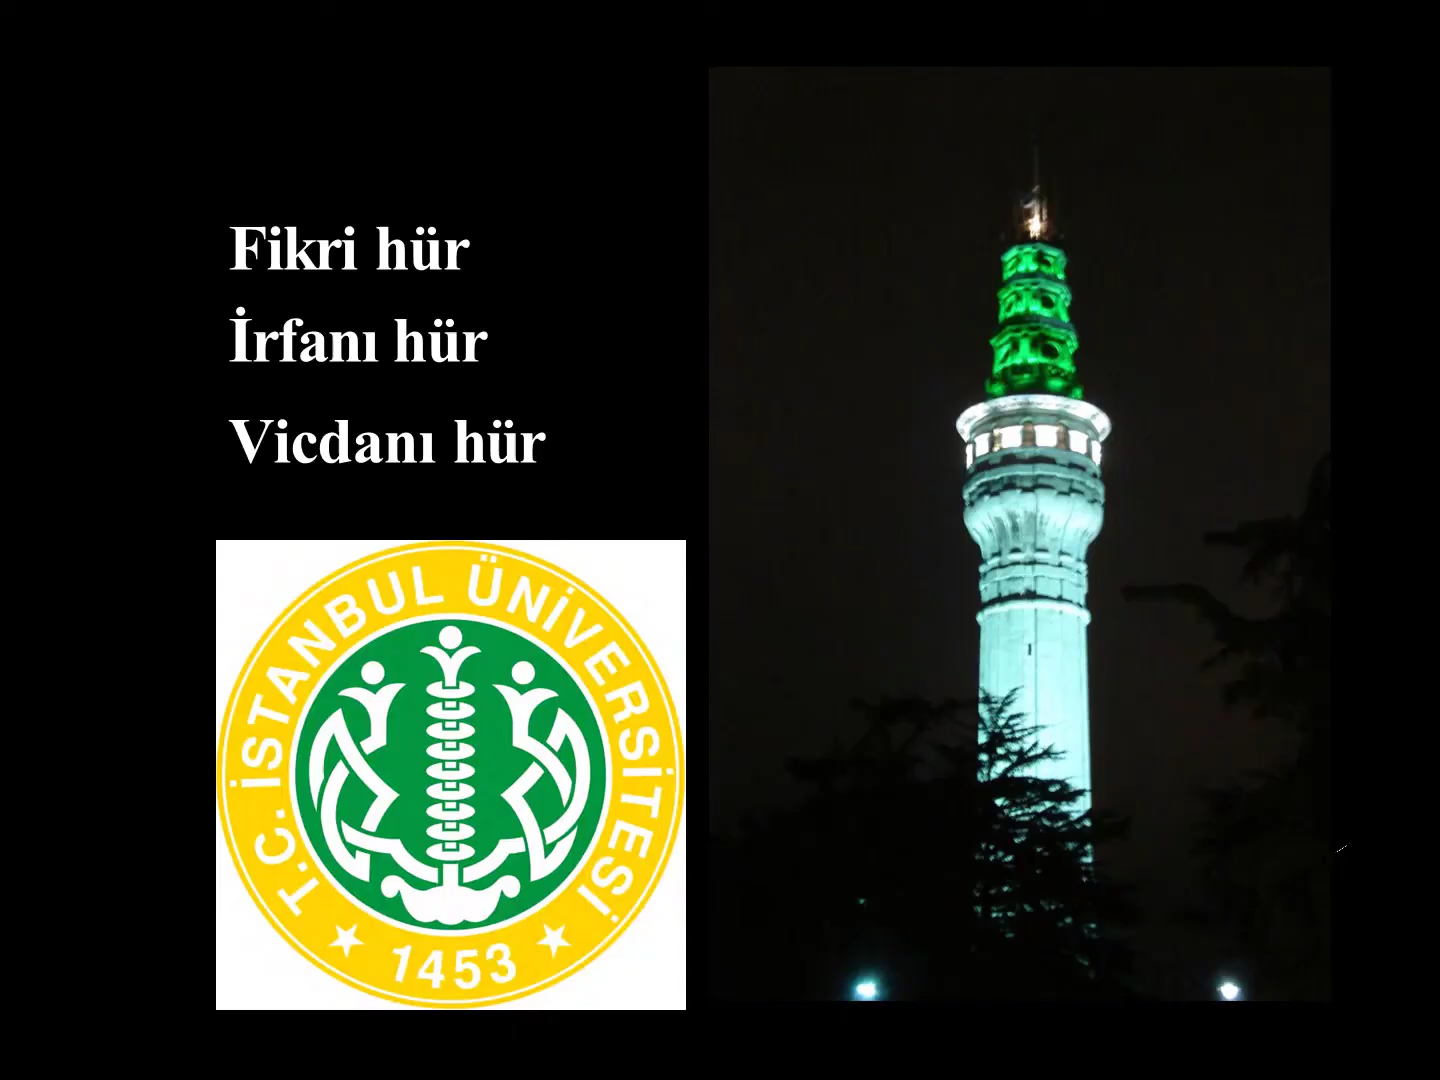 Fikri hür
İrfanı hür
Vicdanı hür
T.C. İSTANBUL ÜNİVERSİTESİ
1453